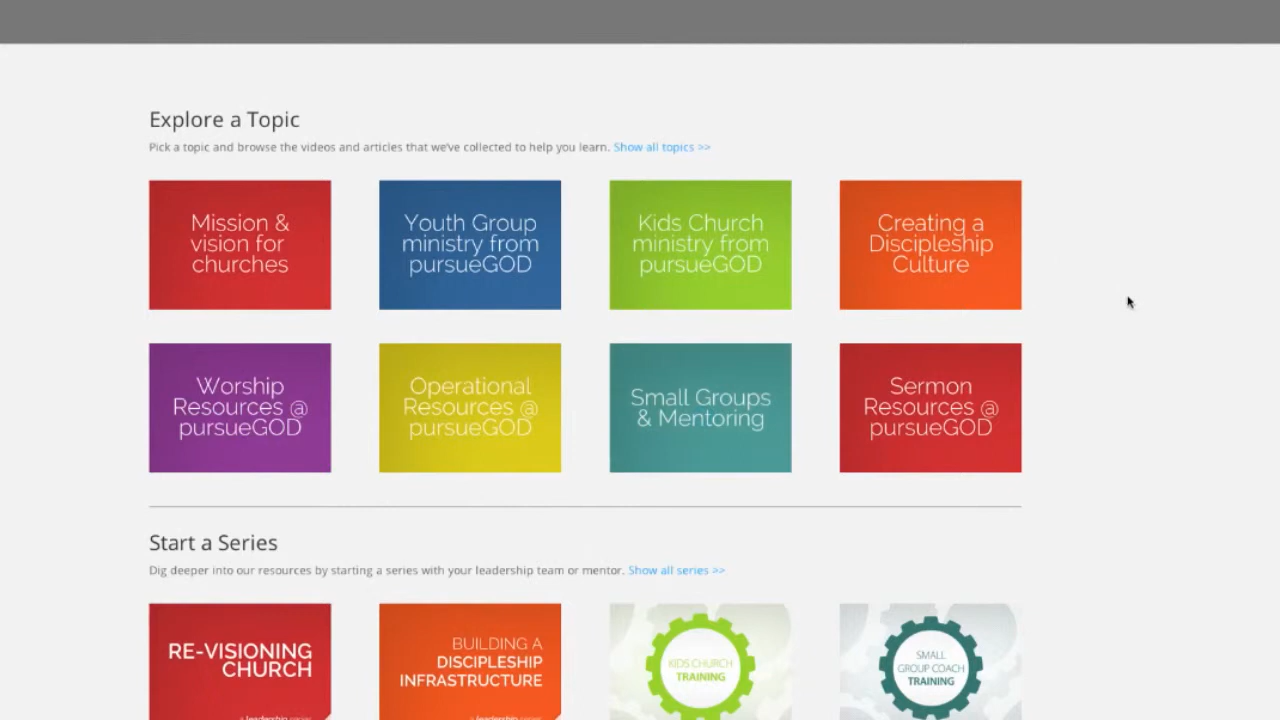 Explore a Topic
Pick a topic and browse the videos and articles that we've collected to help you learn. Show all topics >>
Mission &
vision for
churches
Youth Group
ministry from
pursueGOD
Kids Church
ministry from
pursueGOD
Creating a
Discipleship
Culture
Worship
Resources @
pursueGOD
Operational
Resources @
pursueGOD
Small Groups
& Mentoring
Sermon
Resources @
pursueGOD
Start a Series
Dig deeper into our resources by starting a series with your leadership team or mentor. Show all series >>
RE-VISIONING
CHURCH
a leadership series
BUILDING A
DISCIPLESHIP
INFRASTRUCTURE
a leadership series
KIDS CHURCH
TRAINING
SMALL
GROUP COACH
TRAINING